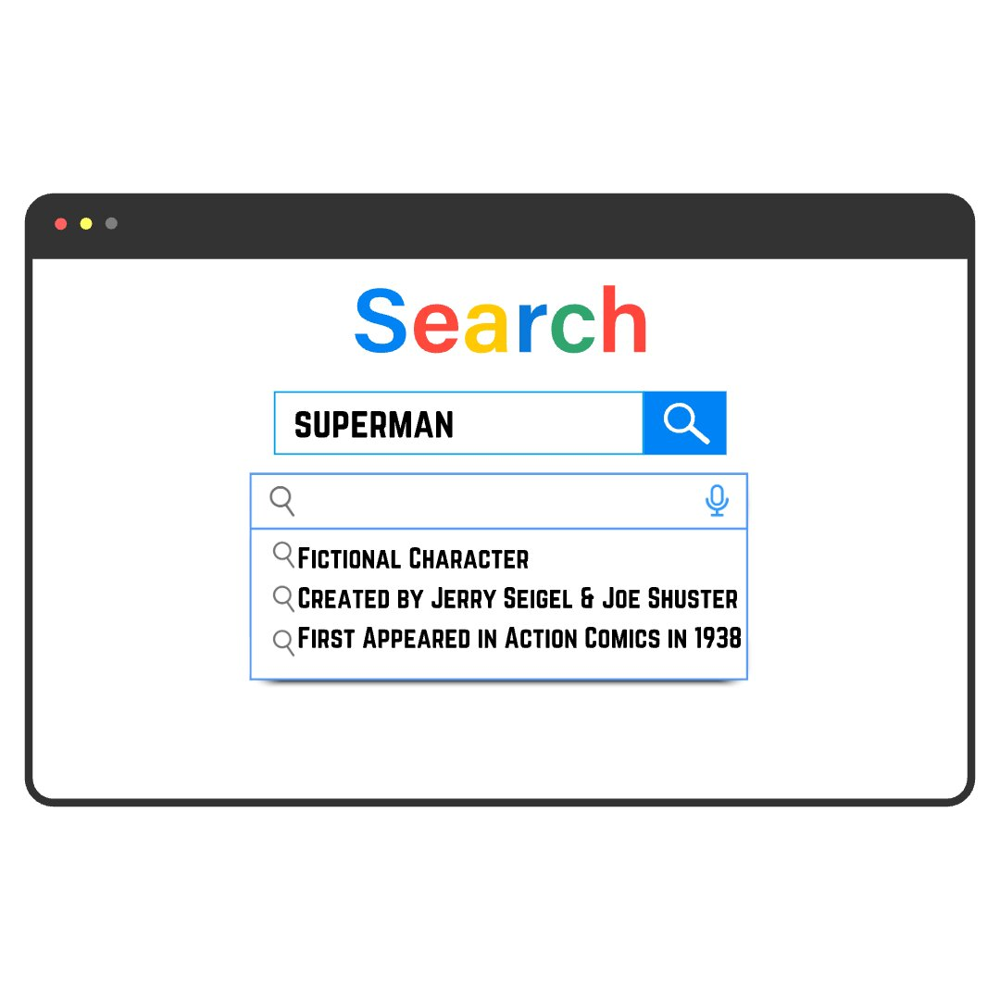 Search
SUPERMAN
Fictional Character
Created by Jerry Seigel & Joe Shuster
First Appeared in Action Comics in 1938